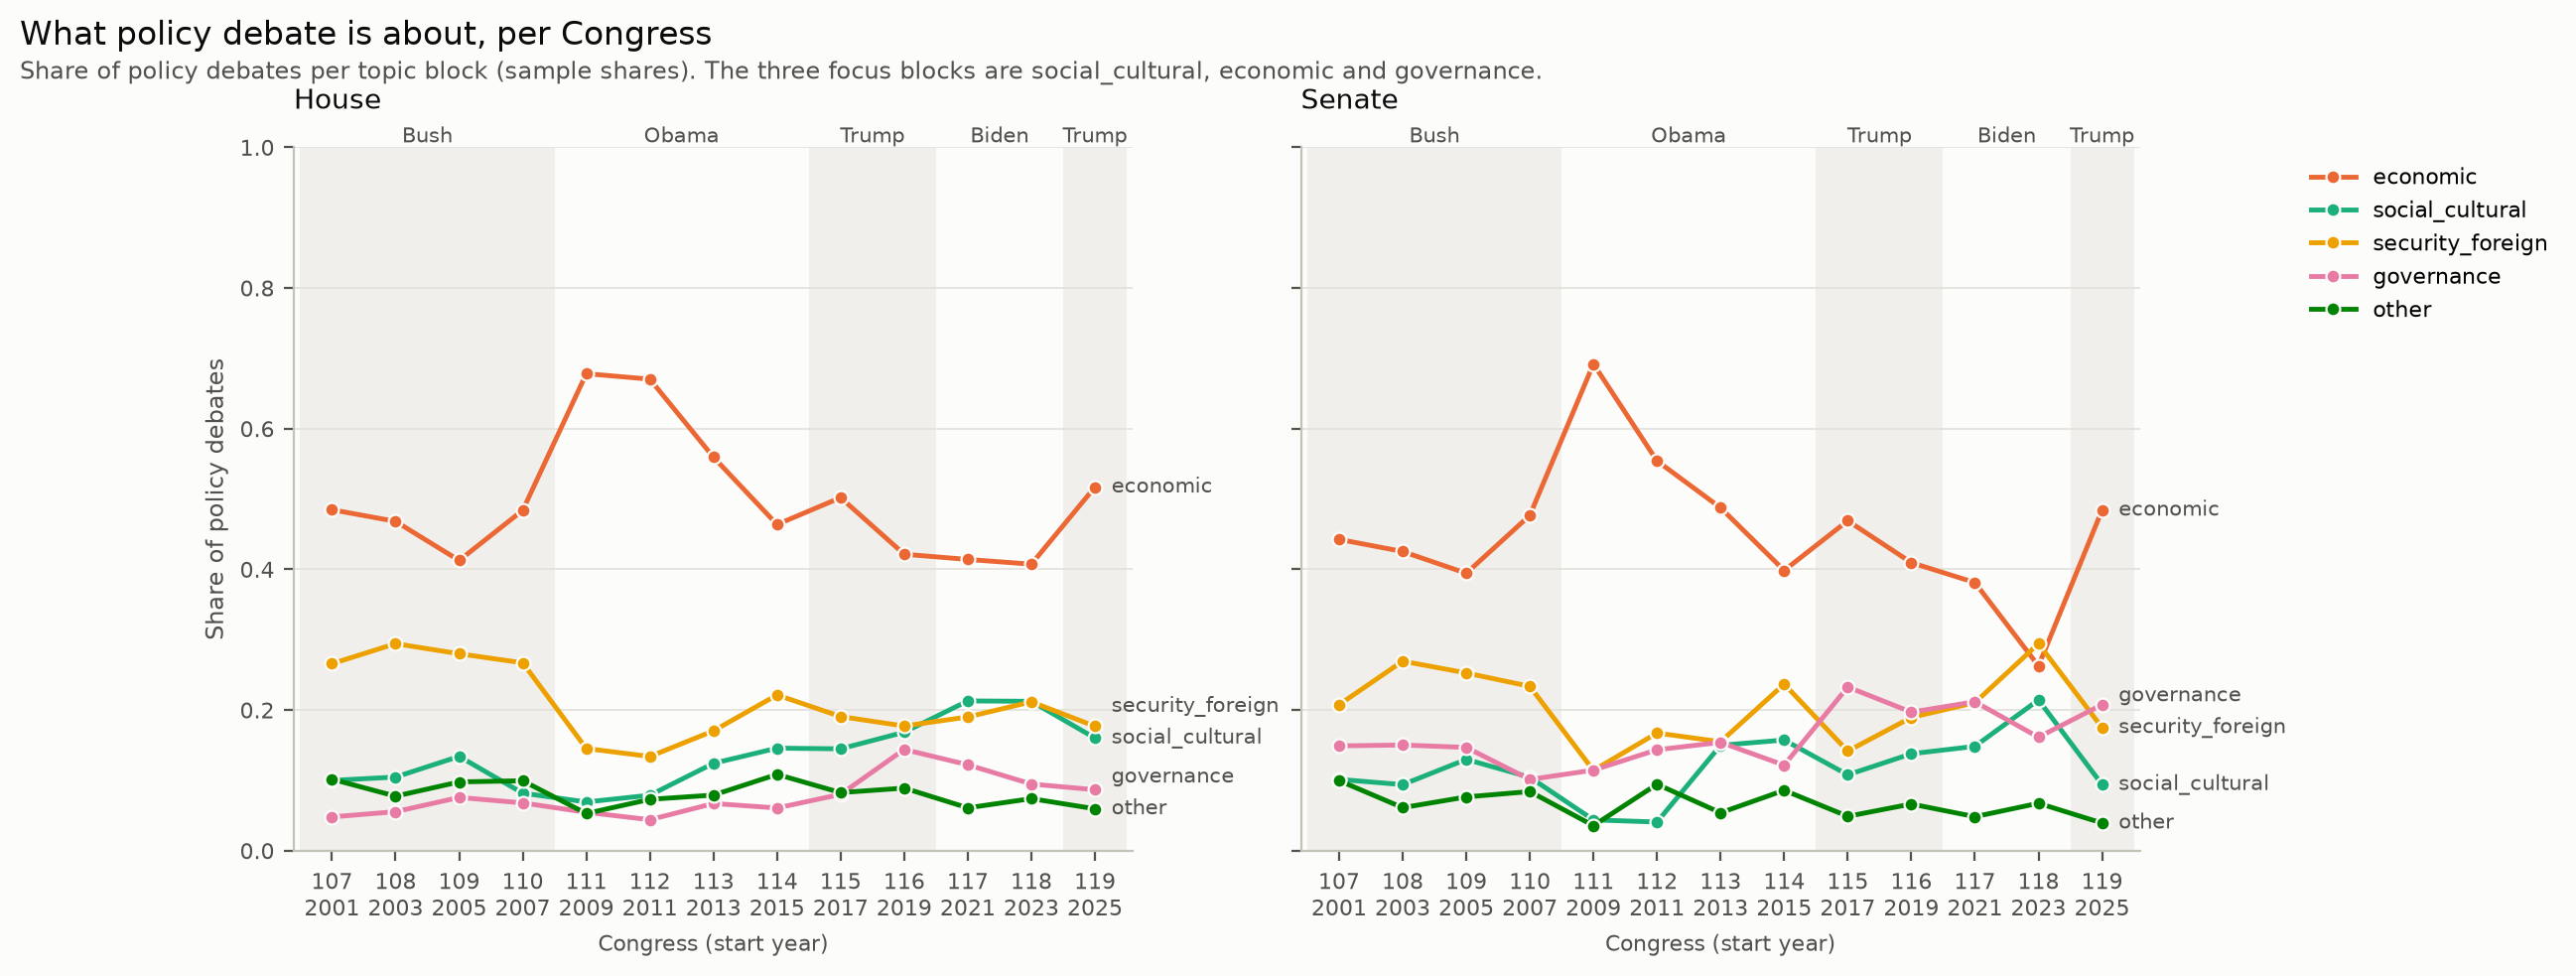 What policy debate is about, per Congress
Share of policy debates per topic block (sample shares). The three focus blocks are social_cultural, economic and governance.
House
Bush Obama Trump Biden Trump
1.0
0.8
0.6
0.4
0.2
0.0
Share of policy debates
economic
security_foreign
social_cultural
governance
other
107 108 109 110 111 112 113 114 115 116 117 118 119
2001 2003 2005 2007 2009 2011 2013 2015 2017 2019 2021 2023 2025
Congress (start year)
Senate
Bush Obama Trump Biden Trump
economic
governance
security_foreign
social_cultural
other
107 108 109 110 111 112 113 114 115 116 117 118 119
2001 2003 2005 2007 2009 2011 2013 2015 2017 2019 2021 2023 2025
Congress (start year)
economic
social_cultural
security_foreign
governance
other